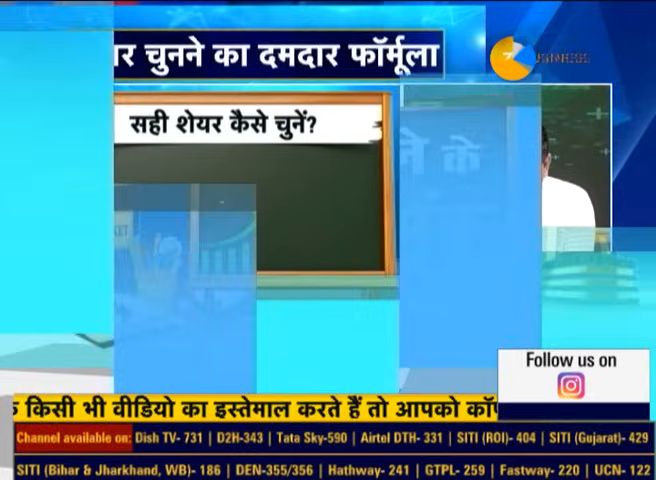 र चुनने का दमदार फॉर्मूला
BUSINESS
सही शेयर कैसे चुनें?
ने के
Follow us on
किसी भी वीडियो का इस्तेमाल करते हैं तो आपको कॉप
Channel available on: Dish TV- 731 | D2H-343 | Tata Sky-590 | Airtel DTH- 331 | SITI (ROI)- 404 | SITI (Gujarat)- 429
SITI (Bihar & Jharkhand, WB)- 186 | DEN-355/356 | Hathway- 241 | GTPL- 259 | Fastway- 220 | UCN- 122